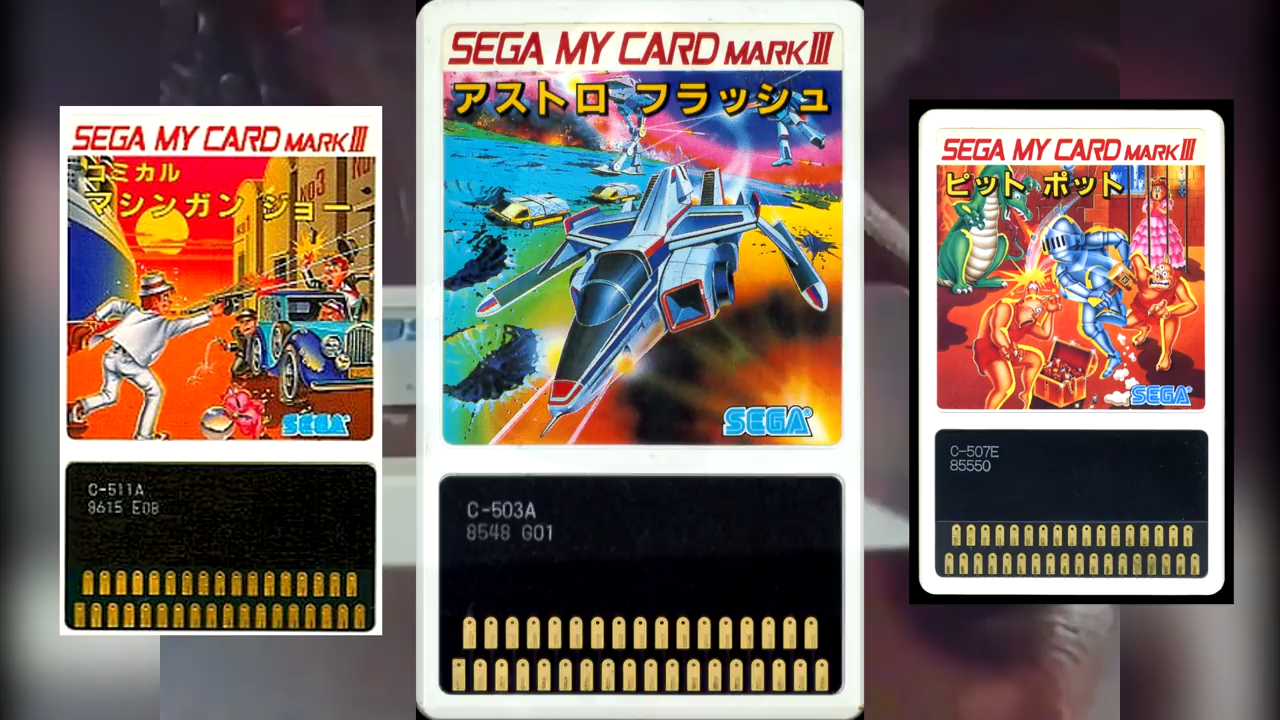 SEGA MY CARD MARK III
コミカル
マシンガン ジョー
NO3
SEGA
C-511A
8615 E08
SEGA MY CARD MARK III
アストロ フラッシュ
SEGA
C-503A
8548 G01
SEGA MY CARD MARK III
ピット ポット
SEGA
C-507E
85550